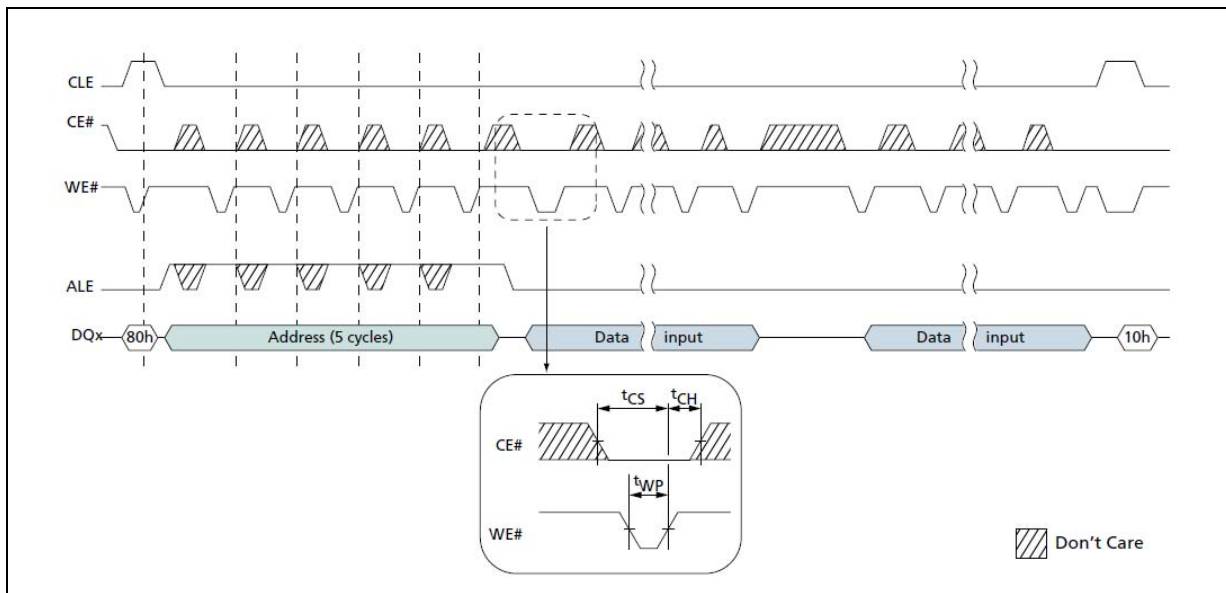 CLE
CE#
WE#
ALE
DQx 80h Address (5 cycles) Data input Data input 10h
tCS tCH
CE#
tWP
WE#
Don't Care